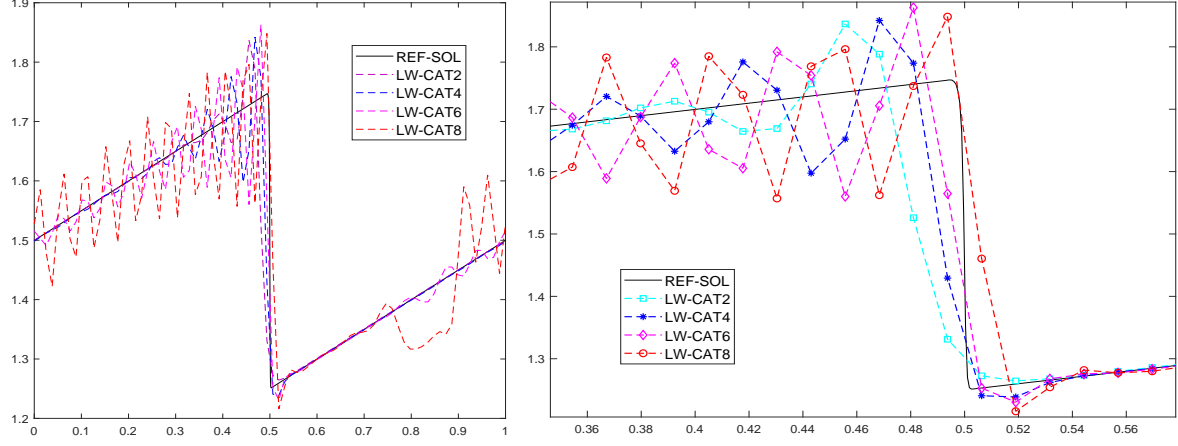 1.9
1.8
1.7
1.6
1.5
1.4
1.3
1.2
0 0.1 0.2 0.3 0.4 0.5 0.6 0.7 0.8 0.9 1
REF-SOL
LW-CAT2
LW-CAT4
LW-CAT6
LW-CAT8
1.8
1.7
1.6
1.5
1.4
1.3
0.36 0.38 0.4 0.42 0.44 0.46 0.48 0.5 0.52 0.54 0.56
REF-SOL
LW-CAT2
LW-CAT4
LW-CAT6
LW-CAT8